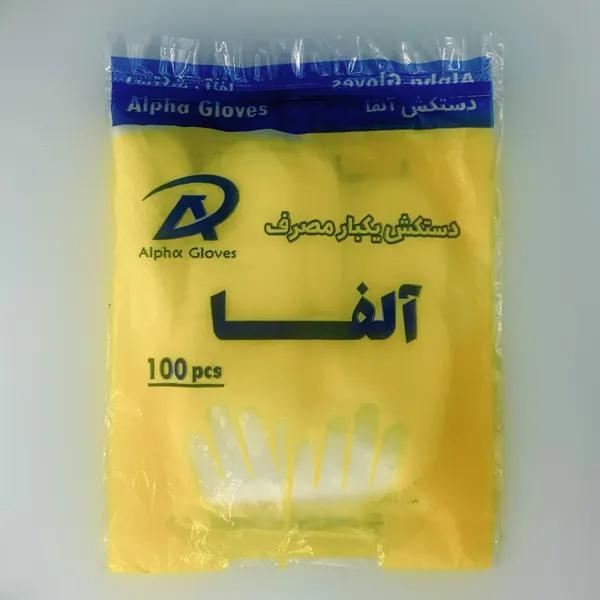 Alpha Gloves دستکش آلفا
Alpha Gloves
دستکش یکبار مصرف
آلفا
100 pcs